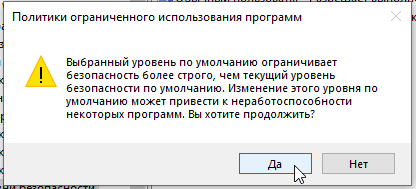 Политики ограниченного использования программ
Выбранный уровень по умолчанию ограничивает
безопасность более строго, чем текущий уровень
безопасности по умолчанию. Изменение этого уровня по
умолчанию может привести к неработоспособности
некоторых программ. Вы хотите продолжить?
Да
Нет